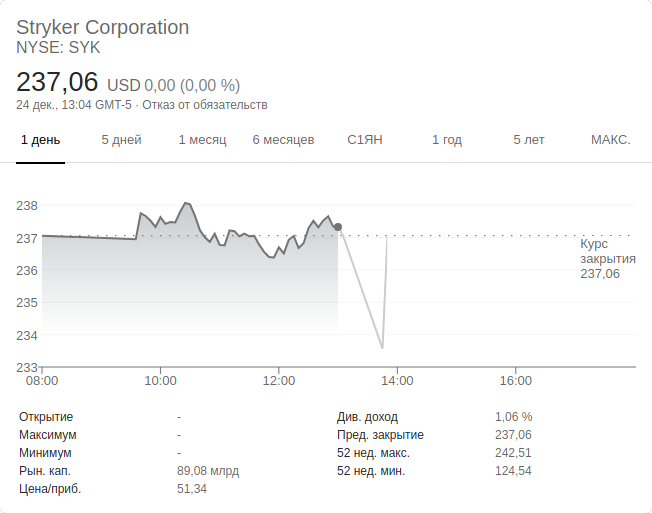 Stryker Corporation
NYSE: SYK
237,06 USD 0,00 (0,00 %)
24 дек., 13:04 GMT-5 · Отказ от обязательств
1 день 5 дней 1 месяц 6 месяцев С1ЯН 1 год 5 лет МАКС.
238
237
236
235
234
233
Курс
закрытия
237,06
08:00 10:00 12:00 14:00 16:00
Открытие -
Максимум -
Минимум -
Рын. кап. 89,08 млрд
Цена/приб. 51,34
Див. доход 1,06 %
Пред. закрытие 237,06
52 нед. макс. 242,51
52 нед. мин. 124,54